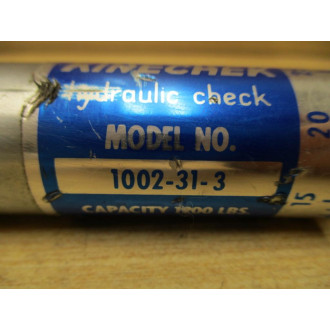 KINECHEK
Hydraulic check
MODEL NO.
1002-31-3
CAPACITY 1200 LBS
20
15